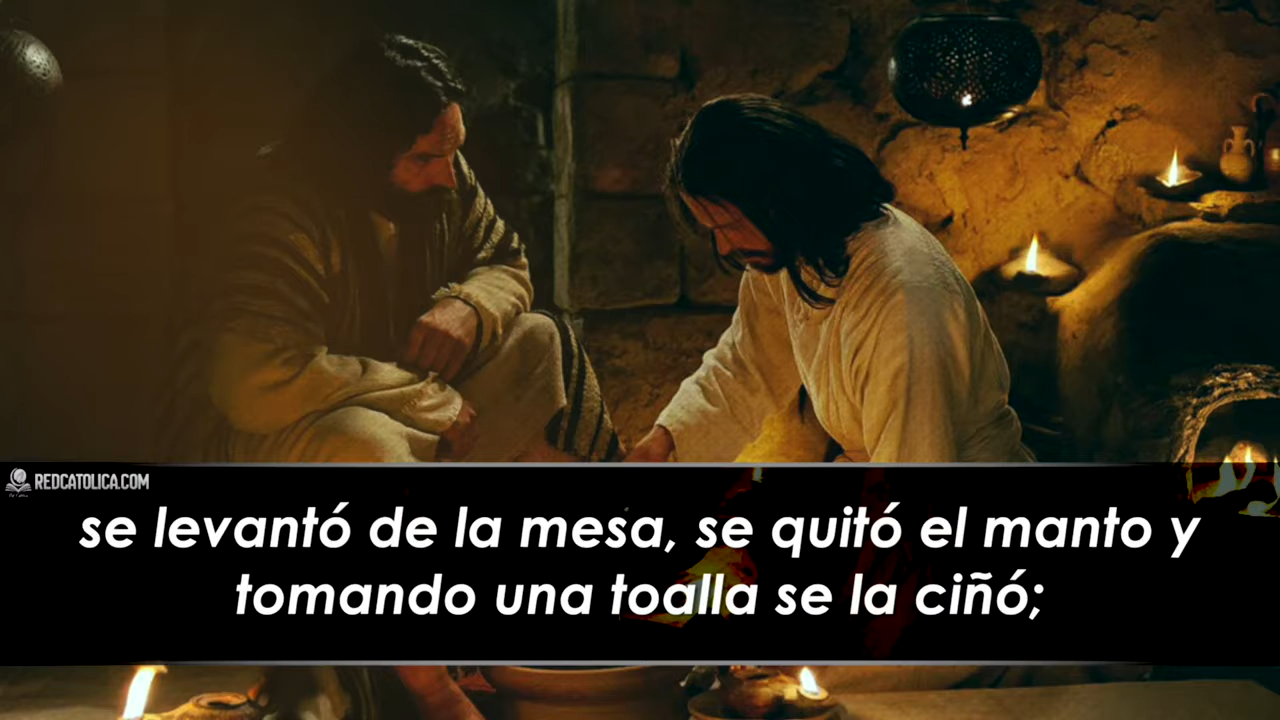 REDCATOLICA.COM
se levantó de la mesa, se quitó el manto y
tomando una toalla se la ciñó;